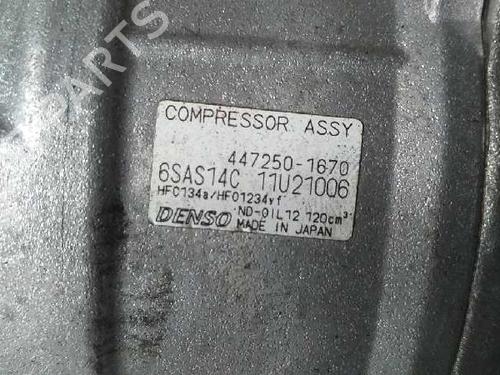 PARTS
COMPRESSOR ASSY
447250-1670
6SAS14C 11U21006
HFC134a/HFO1234yf
DENSO ND-OIL12 120cm³
MADE IN JAPAN